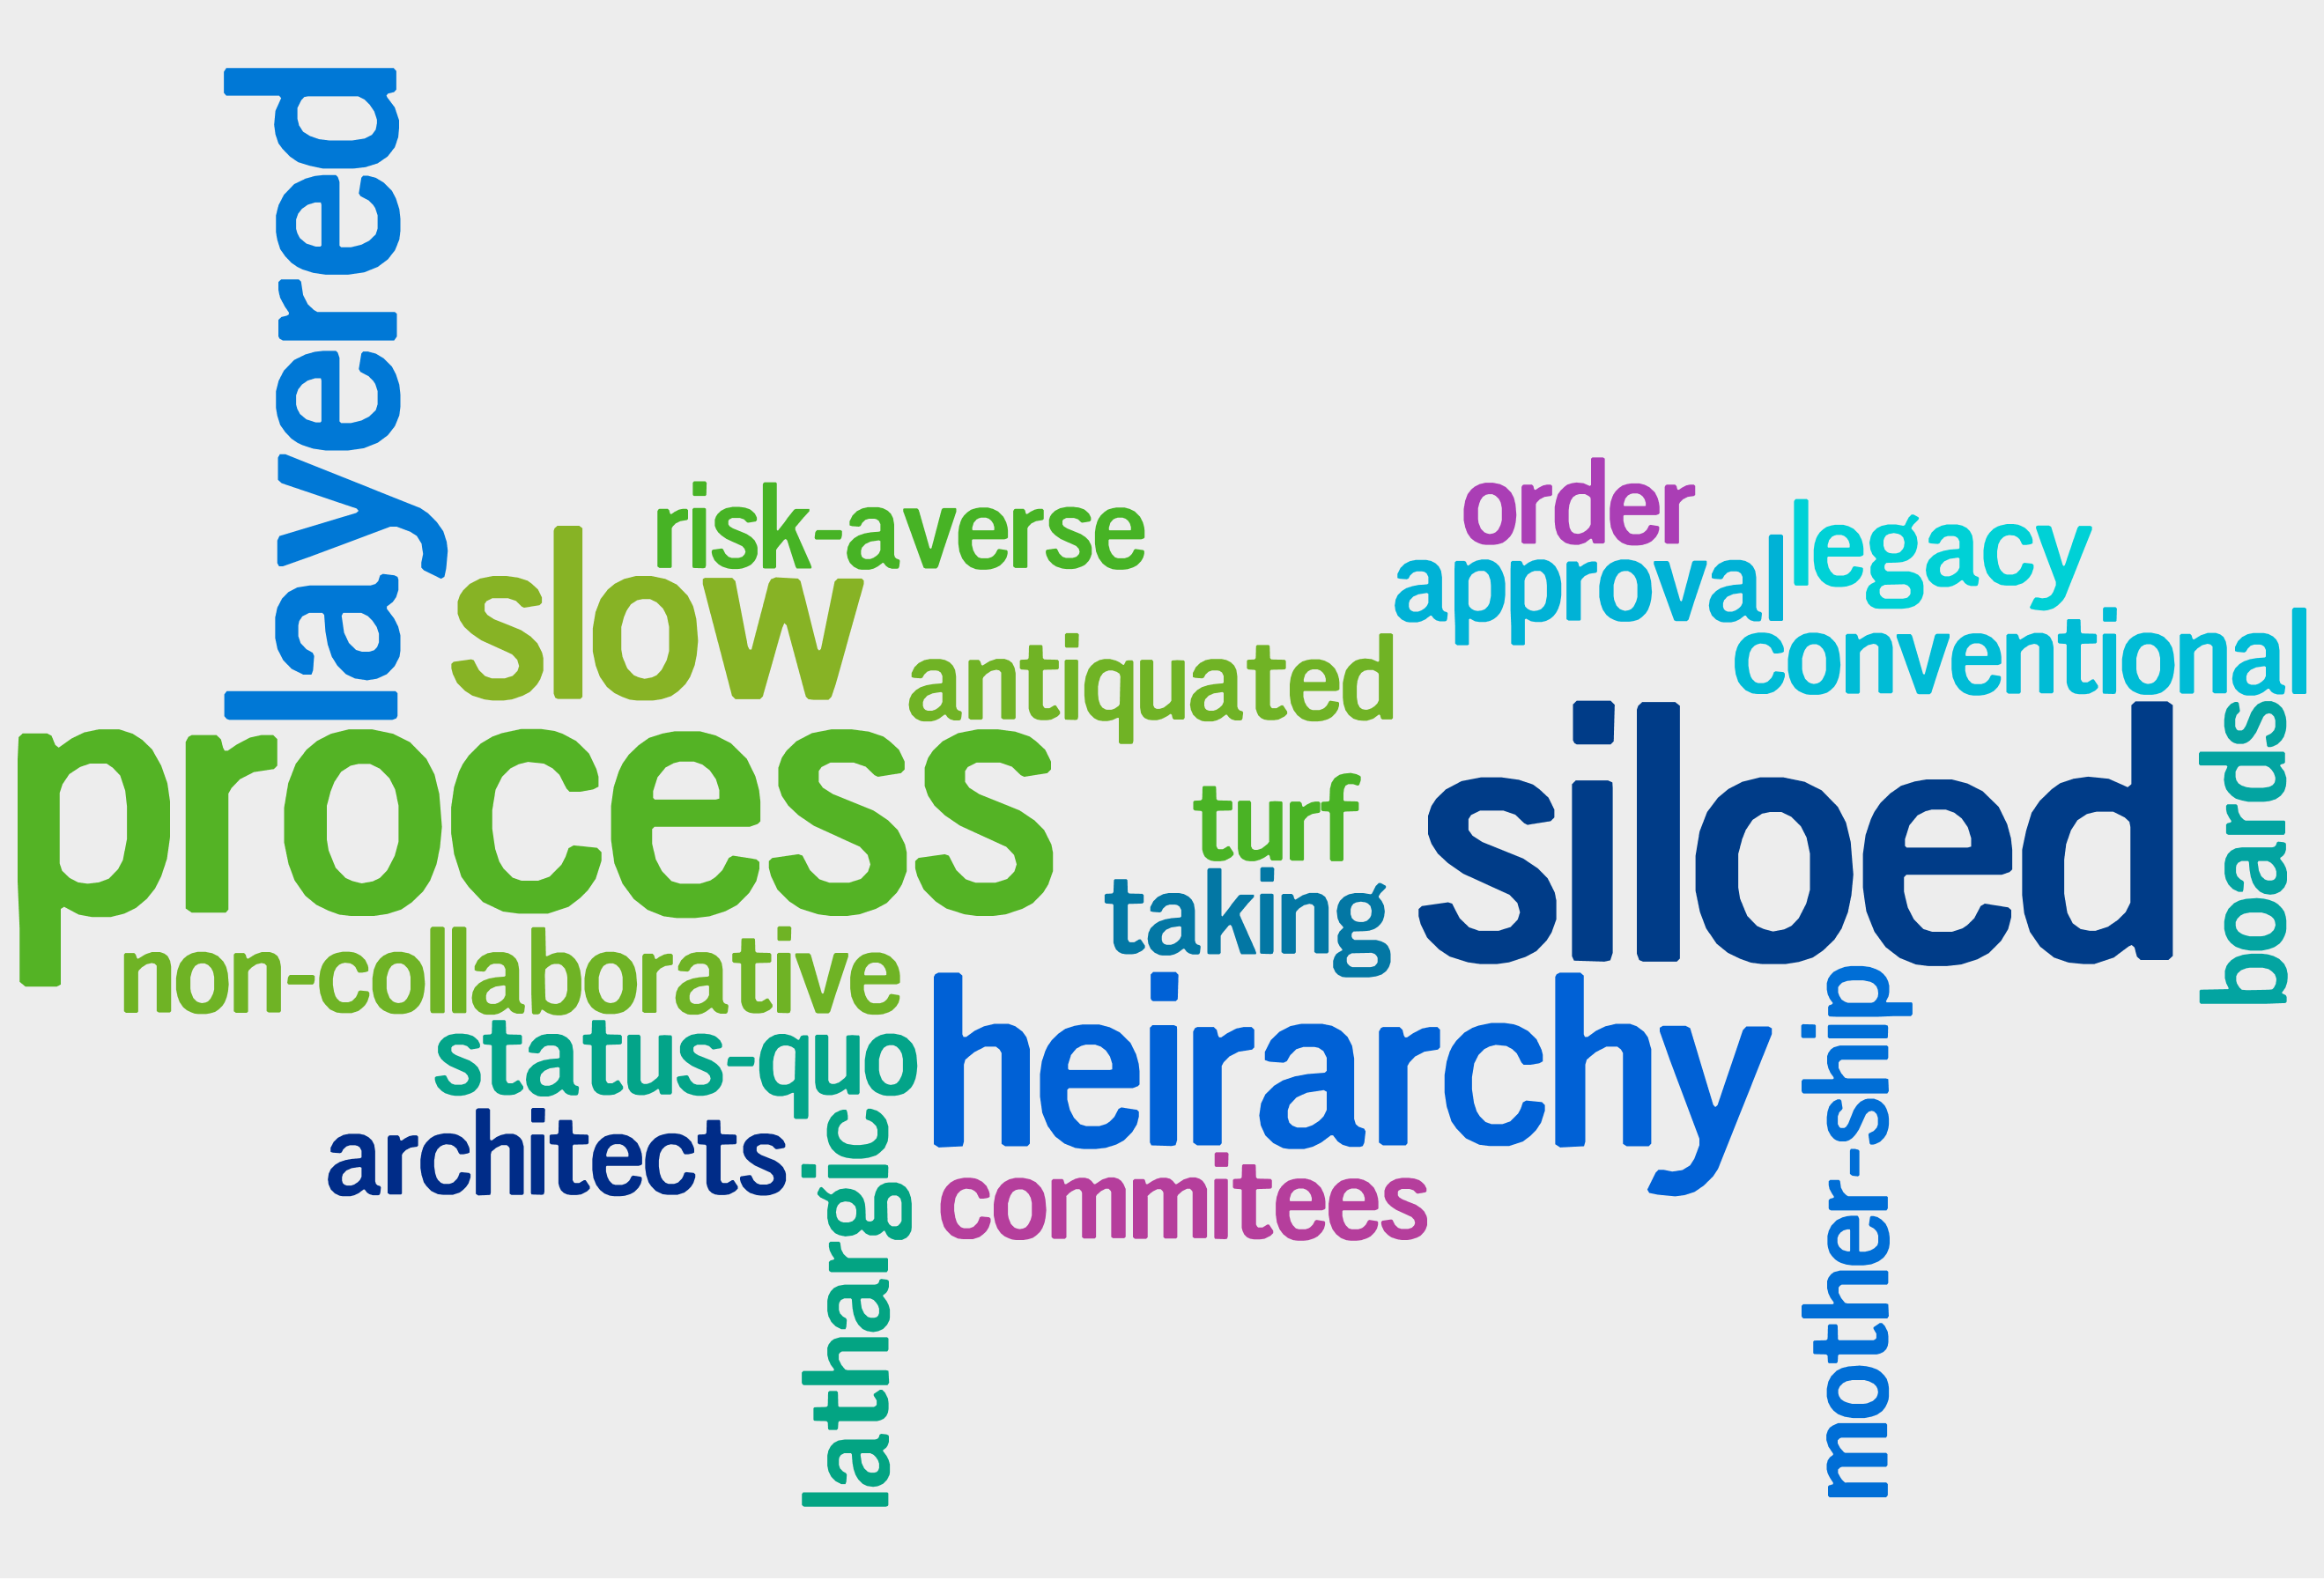 layered
order
risk-averse
legacy
slow
approval
conventional
antiquated
process
siloed
boards
turf
taking
non-collaborative
heirarchy
mother-ship
status-quo
architects
lathargic
committees